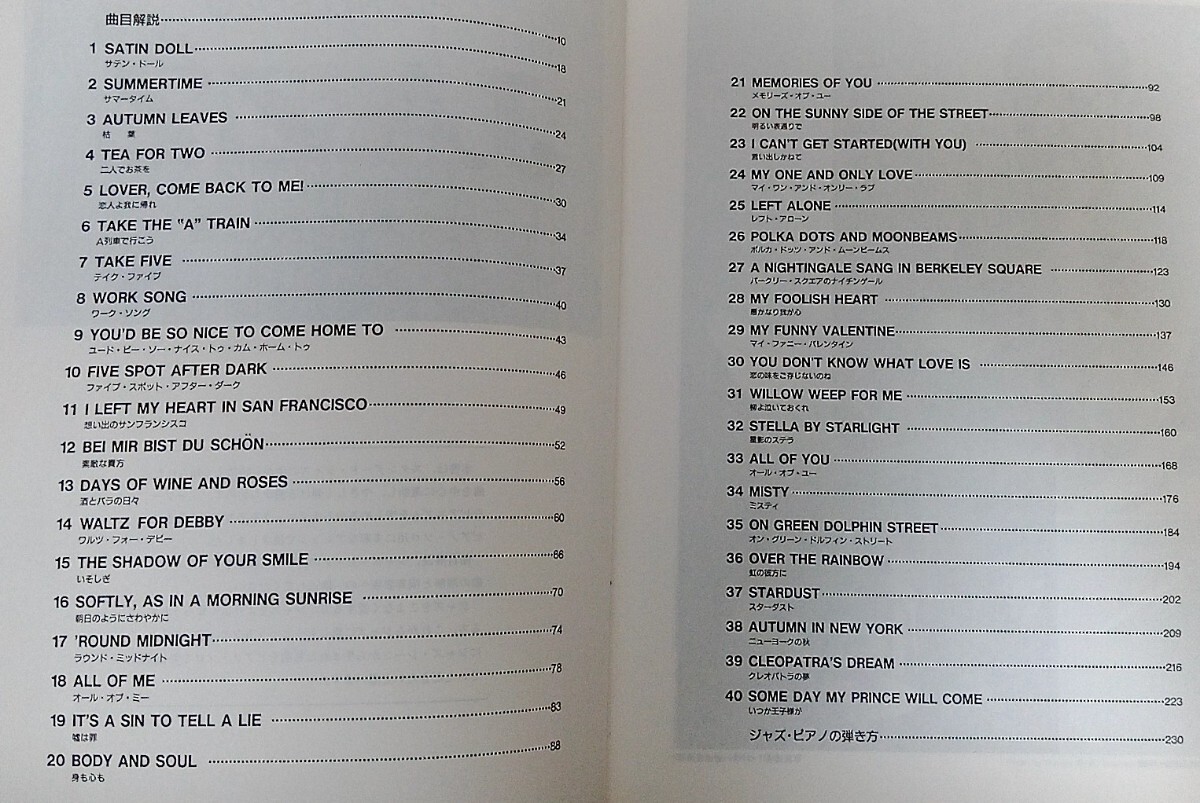 曲目解説 10
1 SATIN DOLL 18
サテン・ドール
2 SUMMERTIME 21
サマータイム
3 AUTUMN LEAVES 24
枯 葉
4 TEA FOR TWO 27
二人でお茶を
5 LOVER, COME BACK TO ME! 30
恋人よ我に帰れ
6 TAKE THE "A" TRAIN 34
A列車で行こう
7 TAKE FIVE 37
テイク・ファイブ
8 WORK SONG 40
ワーク・ソング
9 YOU'D BE SO NICE TO COME HOME TO 43
ユード・ビー・ソー・ナイス・トゥ・カム・ホーム・トゥ
10 FIVE SPOT AFTER DARK 46
ファイブ・スポット・アフター・ダーク
11 I LEFT MY HEART IN SAN FRANCISCO 49
想い出のサンフランシスコ
12 BEI MIR BIST DU SCHÖN 52
素敵な貴方
13 DAYS OF WINE AND ROSES 56
酒とバラの日々
14 WALTZ FOR DEBBY 60
ワルツ・フォー・デビー
15 THE SHADOW OF YOUR SMILE 66
いそしぎ
16 SOFTLY, AS IN A MORNING SUNRISE 70
朝日のようにさわやかに
17 'ROUND MIDNIGHT 74
ラウンド・ミッドナイト
18 ALL OF ME 78
オール・オブ・ミー
19 IT'S A SIN TO TELL A LIE 83
嘘は罪
20 BODY AND SOUL 88
身も心も
21 MEMORIES OF YOU 92
メモリーズ・オブ・ユー
22 ON THE SUNNY SIDE OF THE STREET 98
明るい表通りで
23 I CAN'T GET STARTED(WITH YOU) 104
言い出しかねて
24 MY ONE AND ONLY LOVE 109
マイ・ワン・アンド・オンリー・ラブ
25 LEFT ALONE 114
レフト・アローン
26 POLKA DOTS AND MOONBEAMS 118
ポルカ・ドッツ・アンド・ムーンビームス
27 A NIGHTINGALE SANG IN BERKELEY SQUARE 123
バークリー・スクエアのナイチンゲール
28 MY FOOLISH HEART 130
愚かなり我が心
29 MY FUNNY VALENTINE 137
マイ・ファニー・バレンタイン
30 YOU DON'T KNOW WHAT LOVE IS 146
恋の味をご存じないのね
31 WILLOW WEEP FOR ME 153
柳よ泣いておくれ
32 STELLA BY STARLIGHT 160
星影のステラ
33 ALL OF YOU 168
オール・オブ・ユー
34 MISTY 176
ミスティ
35 ON GREEN DOLPHIN STREET 184
オン・グリーン・ドルフィン・ストリート
36 OVER THE RAINBOW 194
虹の彼方に
37 STARDUST 202
スターダスト
38 AUTUMN IN NEW YORK 209
ニューヨークの秋
39 CLEOPATRA'S DREAM 216
クレオパトラの夢
40 SOME DAY MY PRINCE WILL COME 223
いつか王子様が
ジャズ・ピアノの弾き方 230